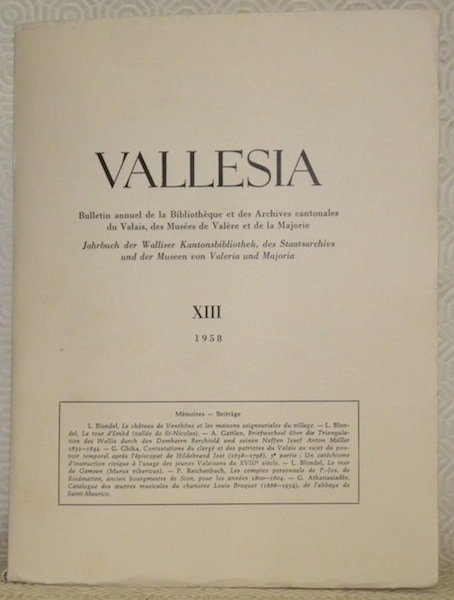 VALLESIA
Bulletin annuel de la Bibliothèque et des Archives cantonales
du Valais, des Musées de Valère et de la Majorie
Jahrbuch der Walliser Kantonsbibliothek, des Staatsarchivs
und der Museen von Valeria und Majoria
XIII
1958
Mémoires — Beiträge
L. Blondel, Le château de Venthône et les maisons seigneuriales du village. — L. Blon-
del, La tour d'Embd (vallée de St-Nicolas). — A. Gattlen, Briefwechsel über die Triangula-
tion des Wallis durch den Domherrn Berchtold und seinen Neffen Josef Anton Müller
1832-1844. — G. Ghika, Contestations du clergé et des patriotes du Valais au sujet du pou-
voir temporel après l'épiscopat de Hildebrand Jost (1638-1798), 3e partie : Un catéchisme
d'instruction civique à l'usage des jeunes Valaisans du XVIIIe siècle. — L. Blondel, Le mur
de Gamsen (Murus vibericus). — P. Reichenbach, Les comptes personnels de P.-Jos. de
Riedmatten, ancien bourgmestre de Sion, pour les années 1800-1804. — G. Athanasiadès,
Catalogue des œuvres musicales du chanoine Louis Broquet (1888-1954), de l'abbaye de
Saint-Maurice.